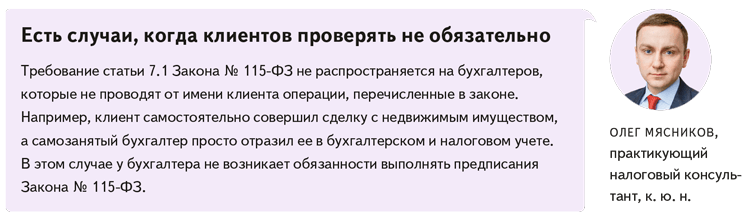 Есть случаи, когда клиентов проверять не обязательно
Требование статьи 7.1 Закона № 115-ФЗ не распространяется на бухгалтеров,
которые не проводят от имени клиента операции, перечисленные в законе.
Например, клиент самостоятельно совершил сделку с недвижимым имуществом,
а самозанятый бухгалтер просто отразил ее в бухгалтерском и налоговом учете.
В этом случае у бухгалтера не возникает обязанности выполнять предписания
Закона № 115-ФЗ.
ОЛЕГ МЯСНИКОВ,
практикующий
налоговый консуль-
тант, к. ю. н.